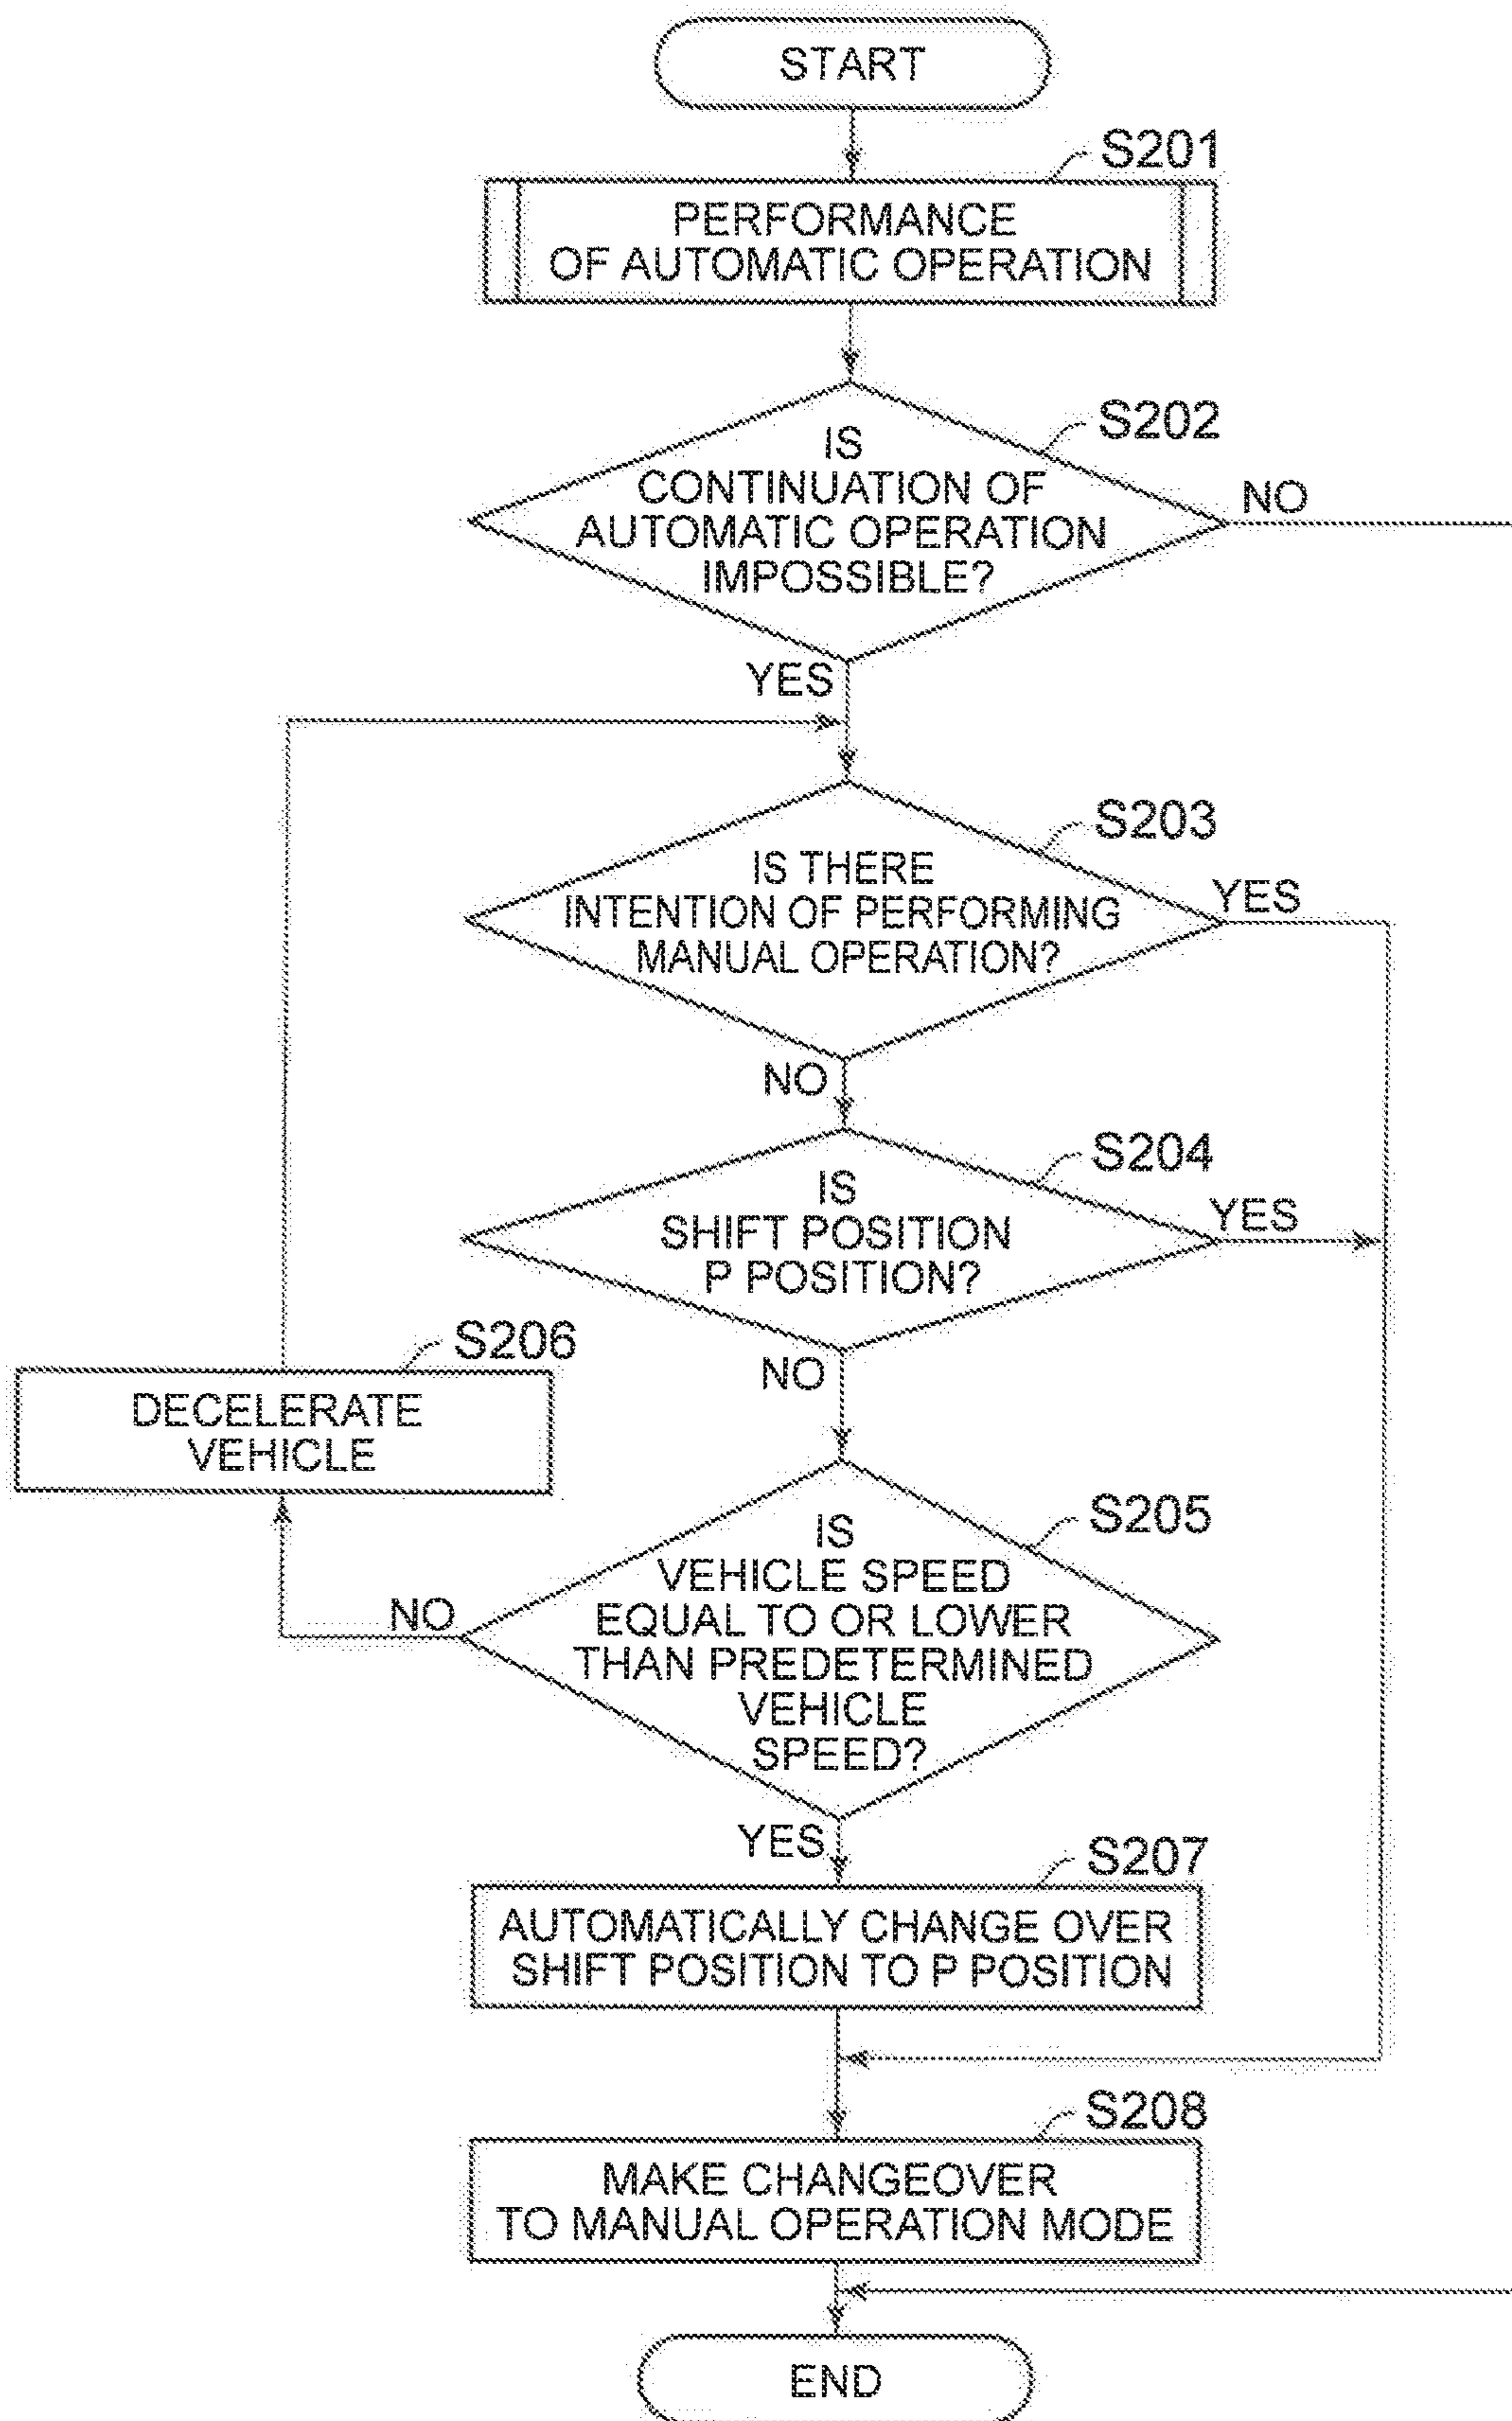 START
S201
PERFORMANCE
OF AUTOMATIC OPERATION
S202
IS
CONTINUATION OF
AUTOMATIC OPERATION
IMPOSSIBLE?
NO
YES
S203
IS THERE
INTENTION OF PERFORMING
MANUAL OPERATION?
YES
NO
S204
IS
SHIFT POSITION
P POSITION?
YES
NO
S206
DECELERATE
VEHICLE
S205
IS
VEHICLE SPEED
EQUAL TO OR LOWER
THAN PREDETERMINED
VEHICLE
SPEED?
NO
YES
S207
AUTOMATICALLY CHANGE OVER
SHIFT POSITION TO P POSITION
S208
MAKE CHANGEOVER
TO MANUAL OPERATION MODE
END